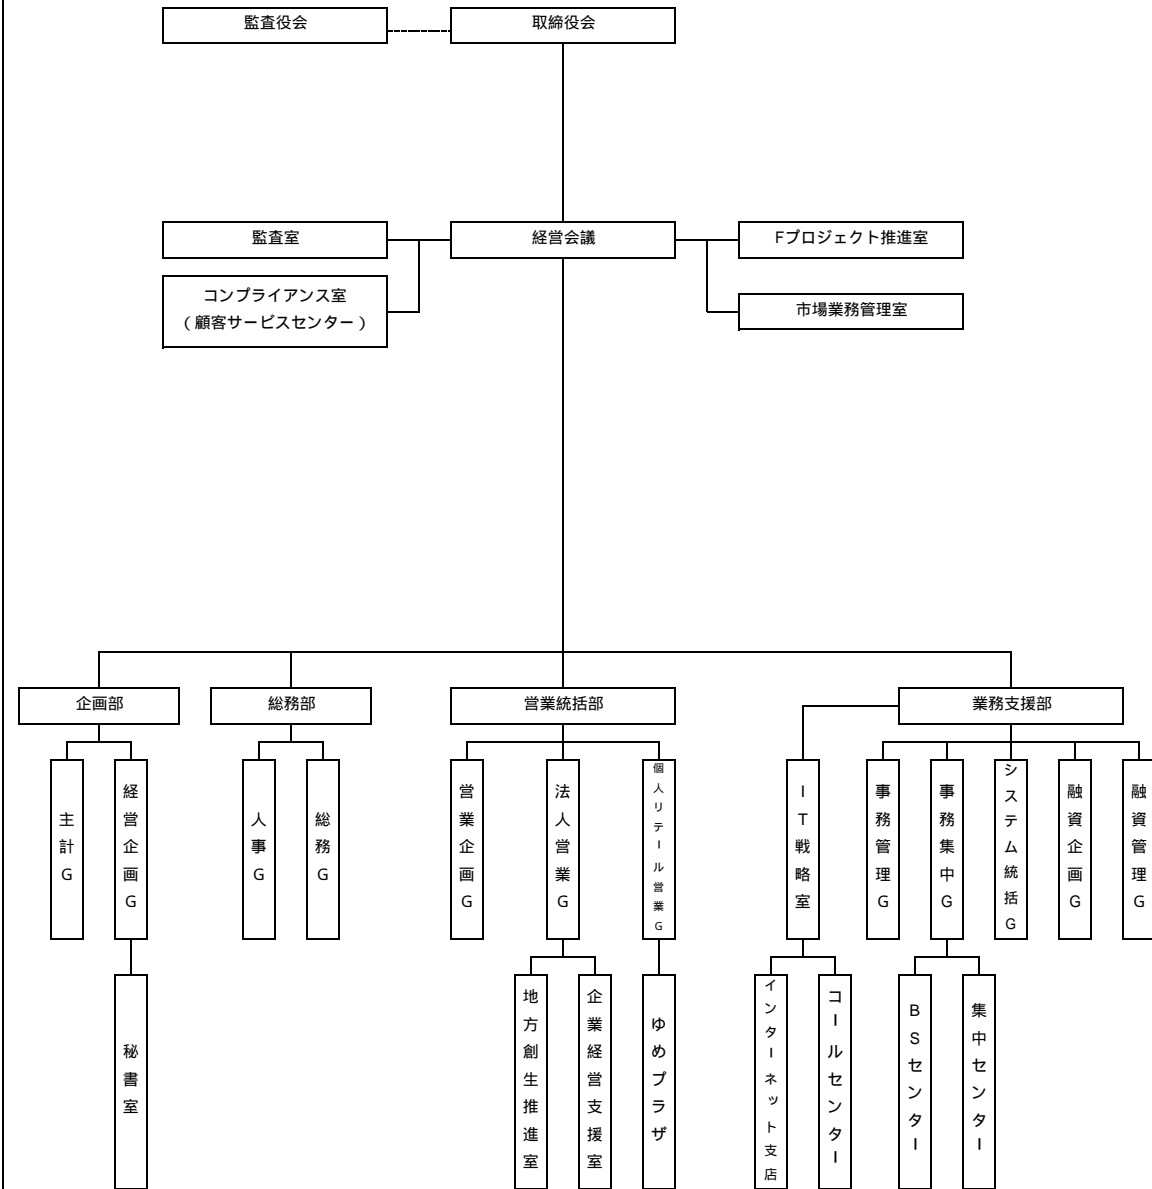 監査役会
取締役会
監査室
経営会議
Fプロジェクト推進室
コンプライアンス室
(顧客サービスセンター)
市場業務管理室
企画部
総務部
営業統括部
業務支援部
主計G
経営企画G
人事G
総務G
営業企画G
法人営業G
個人リテール営業G
IT戦略室
事務管理G
事務集中G
システム統括G
融資企画G
融資管理G
秘書室
地方創生推進室
企業経営支援室
ゆめプラザ
インターネット支店
コールセンター
BSセンター
集中センター